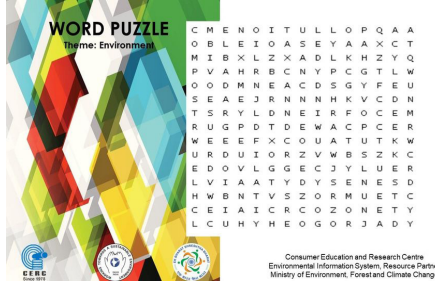 WORD PUZZLE
Theme: Environment
C M E N O I T U L L O P Q A A
O B L E I O A S E Y A A X C T
M I B X L Z X A D L K H Z Y Q
P V A H R B C N Y P C G T L W
O O D M N E A C D S G Y F E U
S E A E J R N N N N H K V C D N
T S R Y L D N E I R F O C E M
R U G P D T D E W A C P C E R
W E E E F X C O U A T U T K W
U R D U I O R Z V W B S Z K C
E D O V L G G E C J Y L U E R
L V I A A T Y D Y S E N E S D
H W B N T V S Z O R M U E T C
C E I A I C R C O Z O N E T Y
L C U H Y H E O G O R J A D Y
CERC
Since 1978
Consumer Education and Research Centre
Environmental Information System, Resource Partn
Ministry of Environment, Forest and Climate Chang